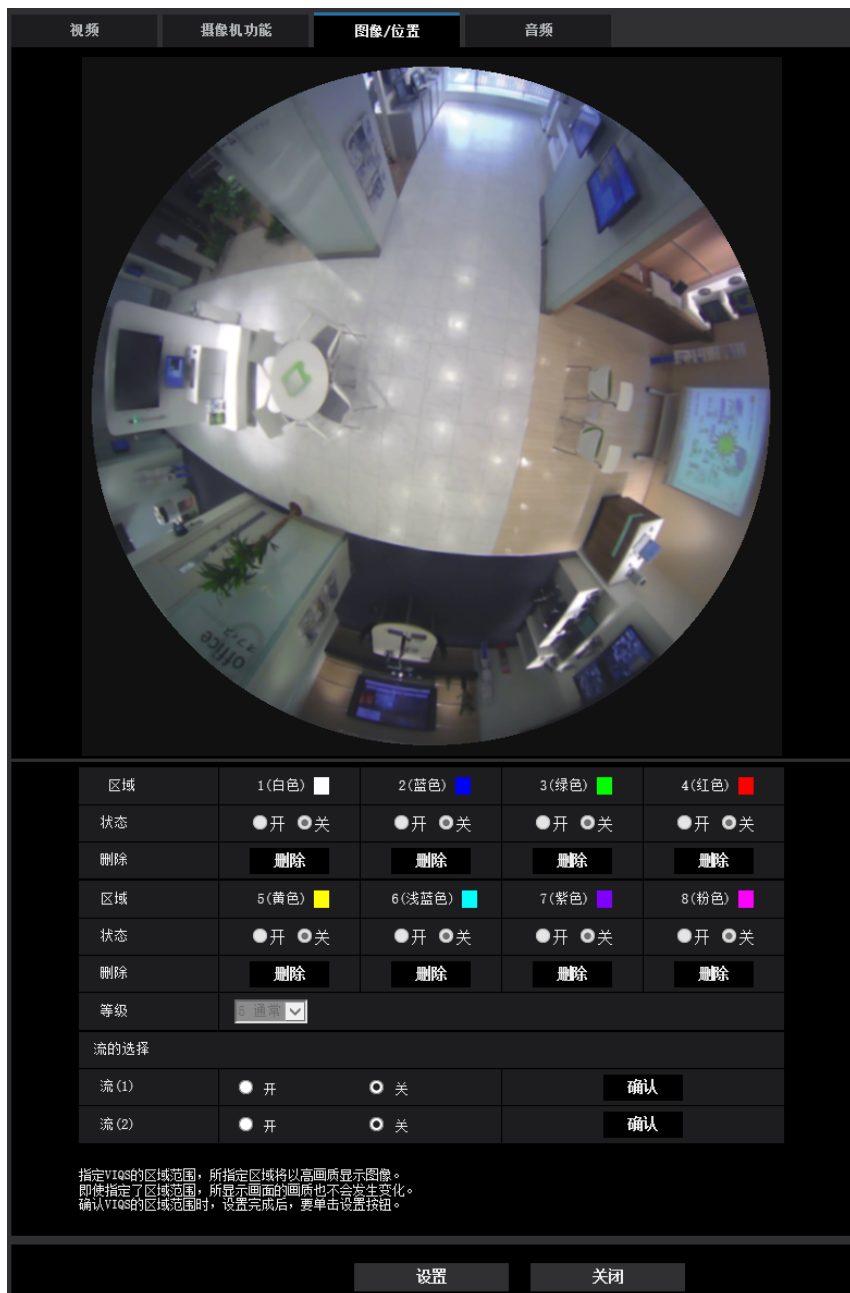 视频 摄像机功能 图像/位置 音频
office
オフィス
区域 1(白色) 2(蓝色) 3(绿色) 4(红色)
状态 开 关 开 关 开 关 开 关
删除 删除 删除 删除 删除
区域 5(黄色) 6(浅蓝色) 7(紫色) 8(粉色)
状态 开 关 开 关 开 关 开 关
删除 删除 删除 删除 删除
等级 5 通常
流的选择
流(1) 开 关 确认
流(2) 开 关 确认
指定VIQS的区域范围，所指定区域将以高画质显示图像。
即使指定了区域范围，所显示画面的画质也不会发生变化。
确认VIQS的区域范围时，设置完成后，要单击设置按钮。
设置 关闭